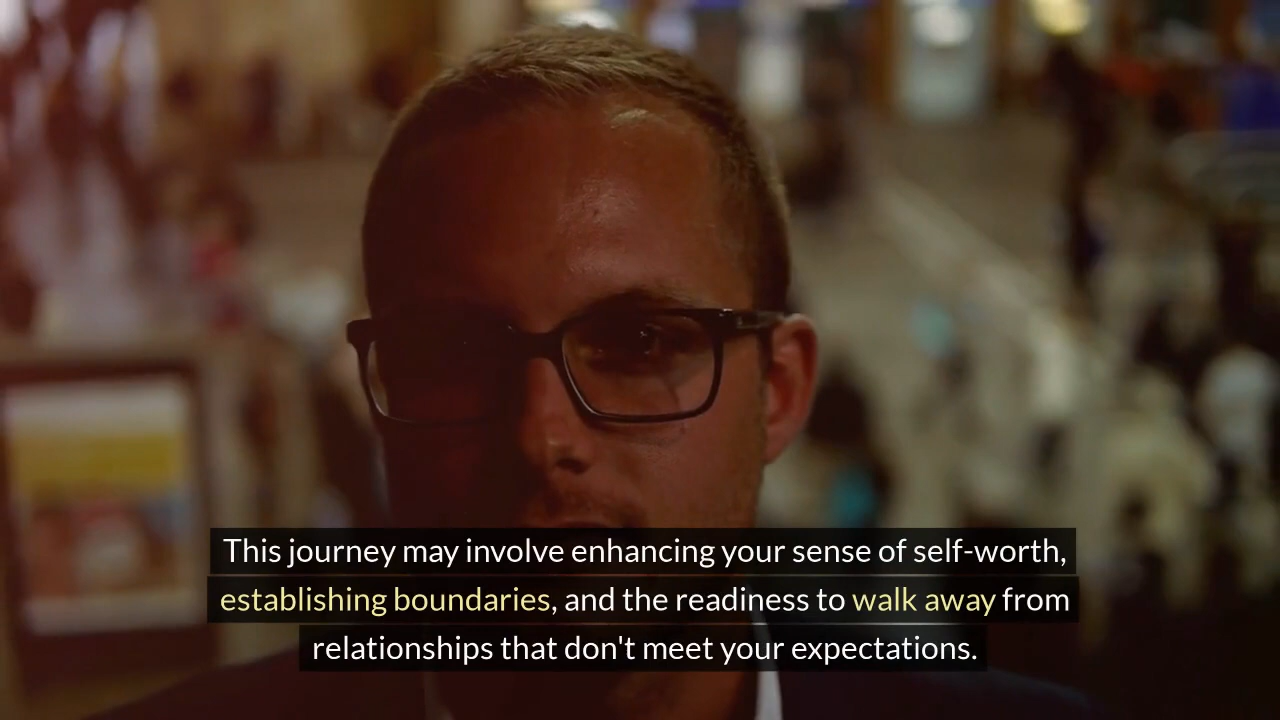 This journey may involve enhancing your sense of self-worth,
establishing boundaries, and the readiness to walk away from
relationships that don't meet your expectations.